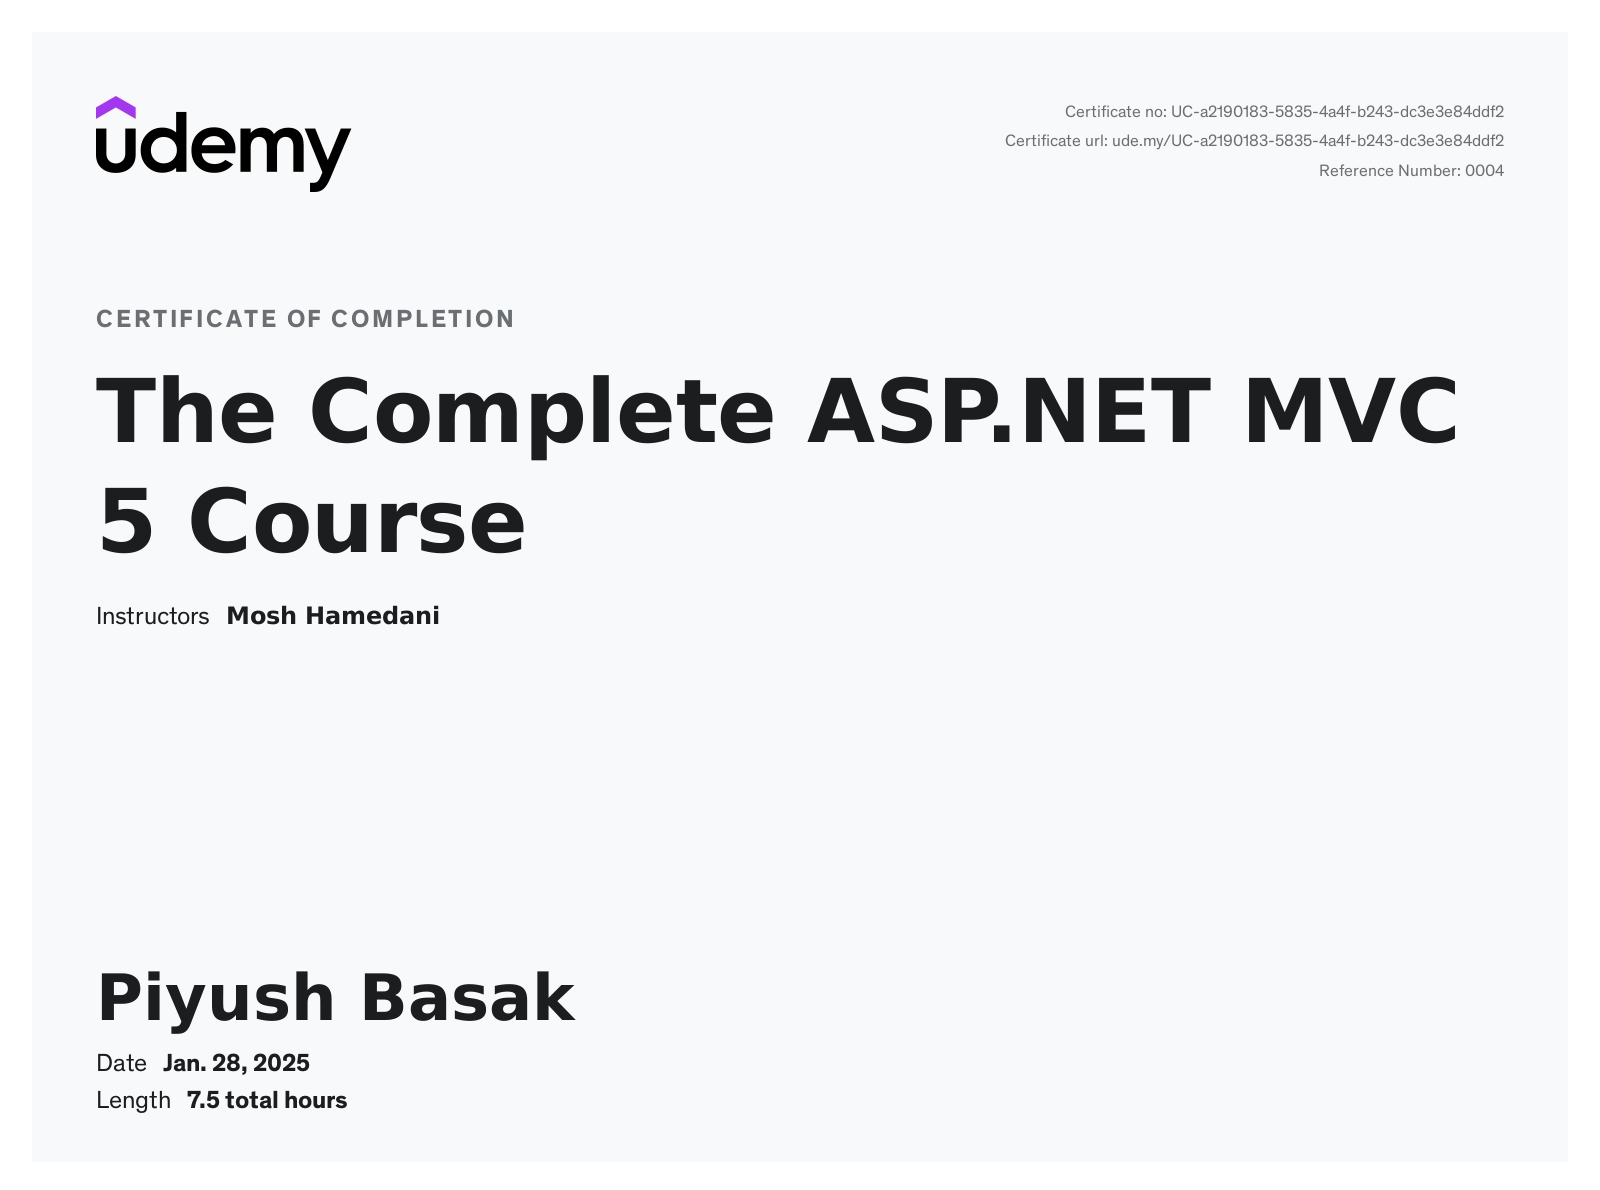 udemy
Certificate no: UC-a2190183-5835-4a4f-b243-dc3e3e84ddf2
Certificate url: ude.my/UC-a2190183-5835-4a4f-b243-dc3e3e84ddf2
Reference Number: 0004
CERTIFICATE OF COMPLETION
The Complete ASP.NET MVC
5 Course
Instructors Mosh Hamedani
Piyush Basak
Date Jan. 28, 2025
Length 7.5 total hours